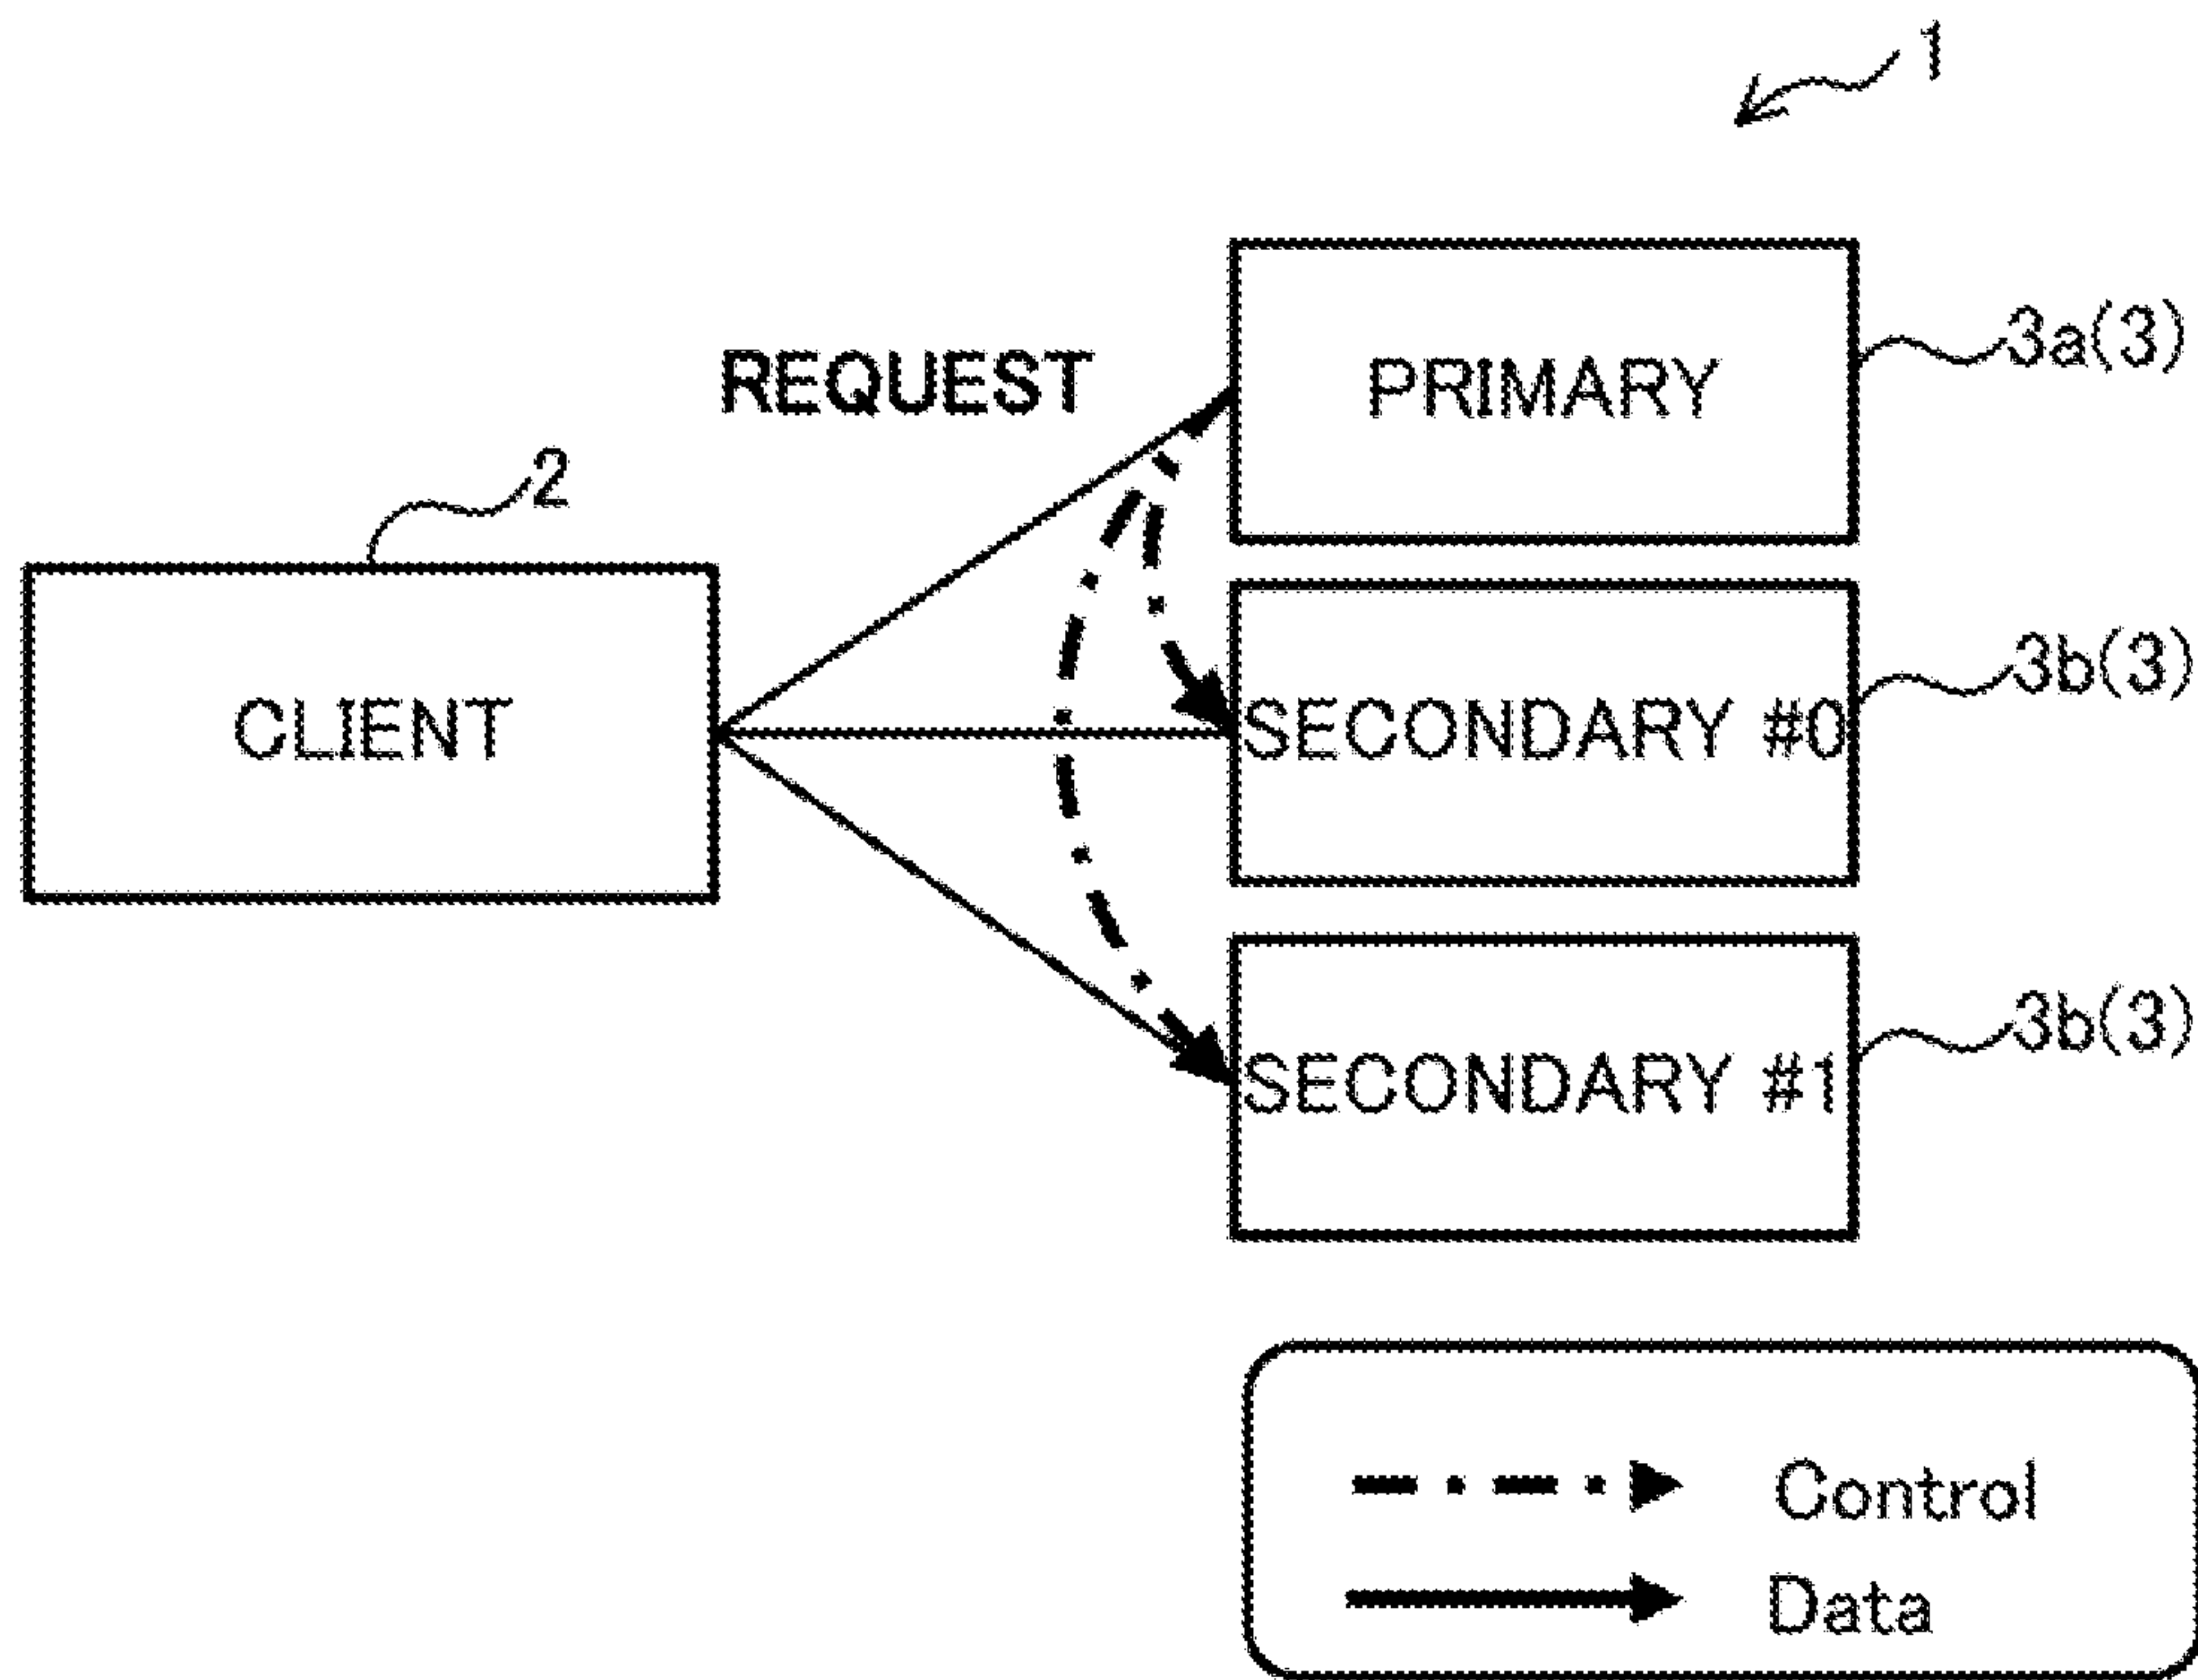 1
REQUEST
PRIMARY
3a(3)
2
CLIENT
SECONDARY #0
3b(3)
SECONDARY #1
3b(3)
Control
Data